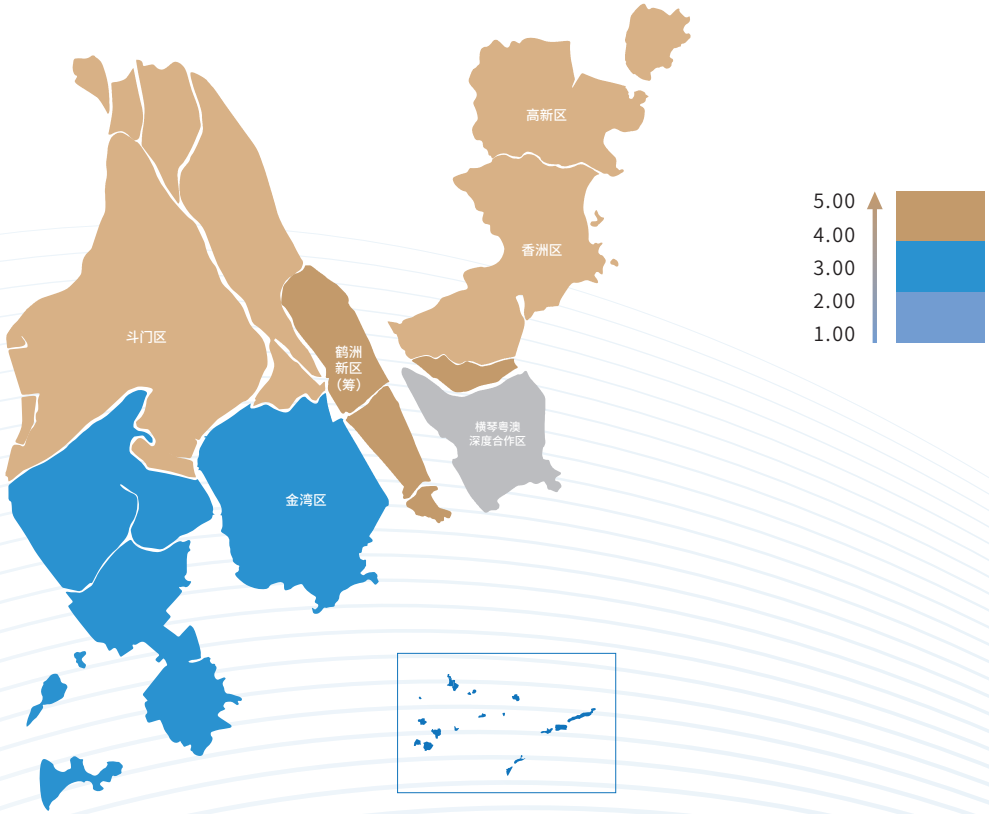 高新区
香洲区
斗门区
鹤洲
新区
（筹）
横琴粤澳
深度合作区
金湾区
5.00
4.00
3.00
2.00
1.00